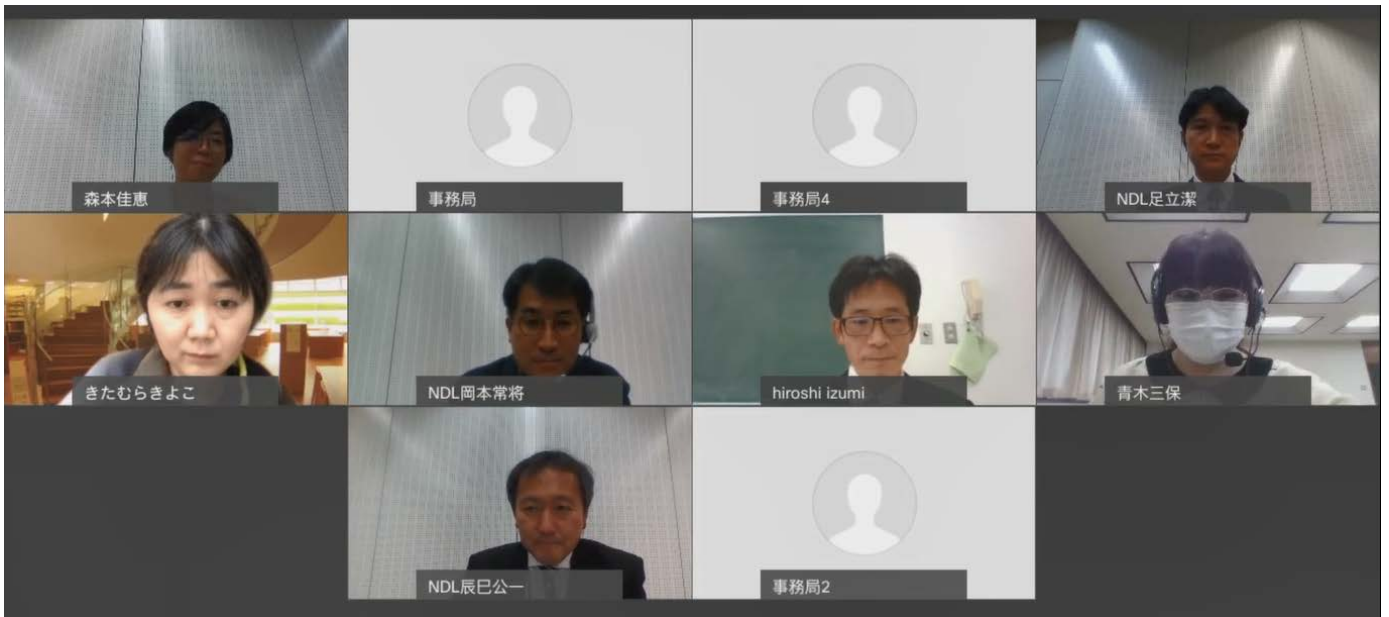 森本佳恵
事務局
事務局4
NDL足立潔
きたむらきよこ
NDL岡本常将
hiroshi izumi
青木三保
NDL辰巳公一
事務局2